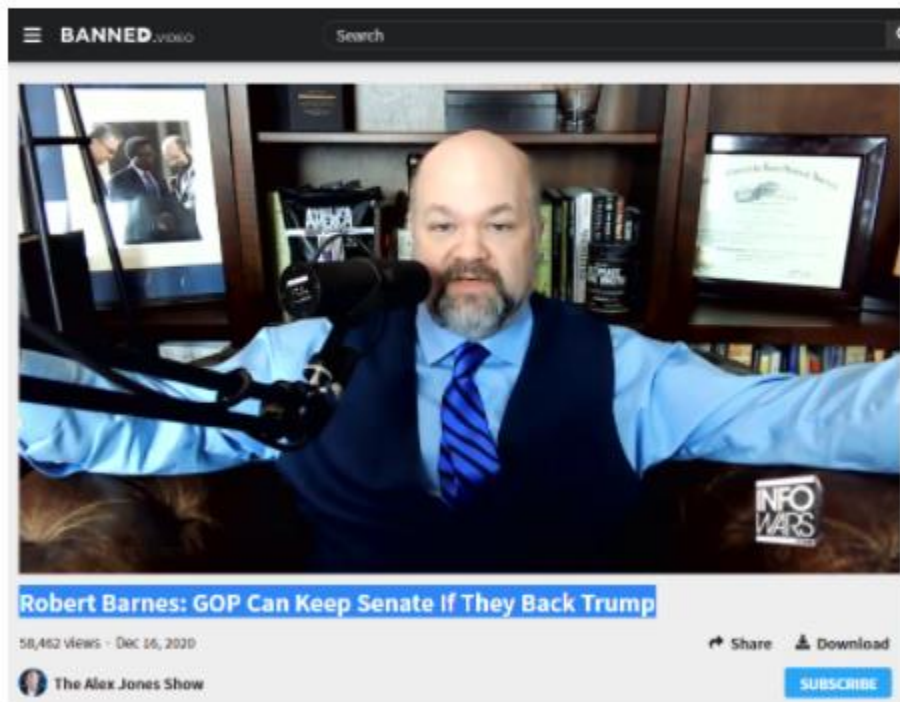 BANNED.VIDEO
Search
INFO
WARS
Robert Barnes: GOP Can Keep Senate If They Back Trump
58,462 views · Dec 16, 2020
Share
Download
The Alex Jones Show
SUBSCRIBE